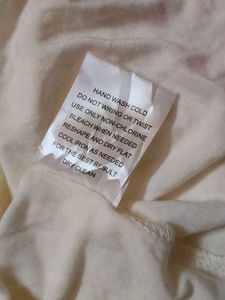 HAND WASH COLD
DO NOT WRING OR TWIST
USE ONLY NON-CHLORINE
BLEACH WHEN NEEDED
RESHAPE AND DRY FLAT
COOL IRON AS NEEDED
FOR THE BEST RESULT
DRY CLEAN